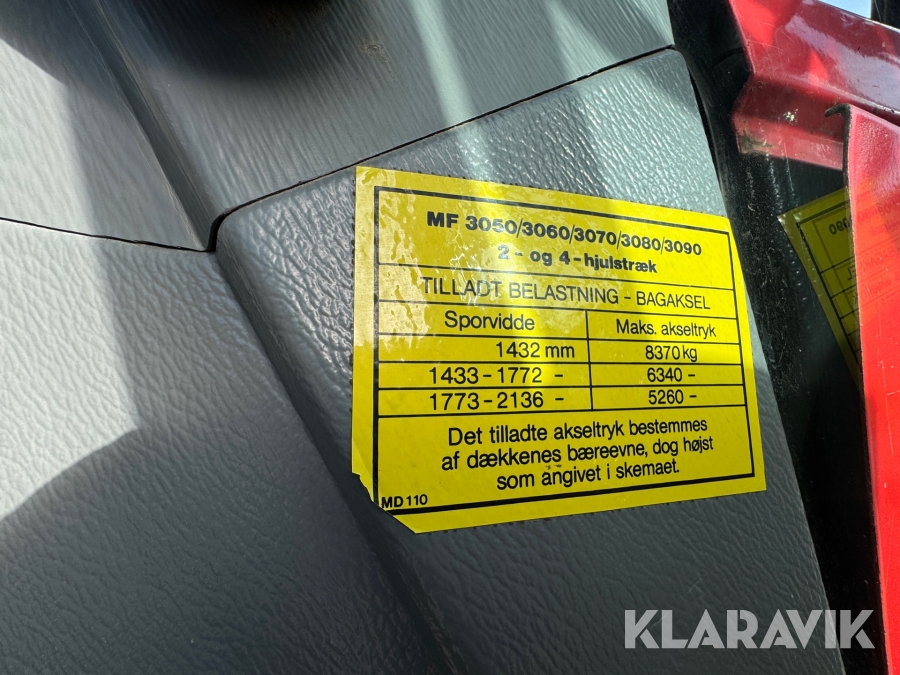 MF 3050/3060/3070/3080/3090
2 - og 4 - hjulstræk
TILLADT BELASTNING - BAGAKSEL
Sporvidde Maks. akseltryk
1432 mm 8370 kg
1433 - 1772 - 6340 -
1773 - 2136 - 5260 -
Det tilladte akseltryk bestemmes
af dækkenes bæreevne, dog højst
som angivet i skemaet.
MD 110
KLARAVIK